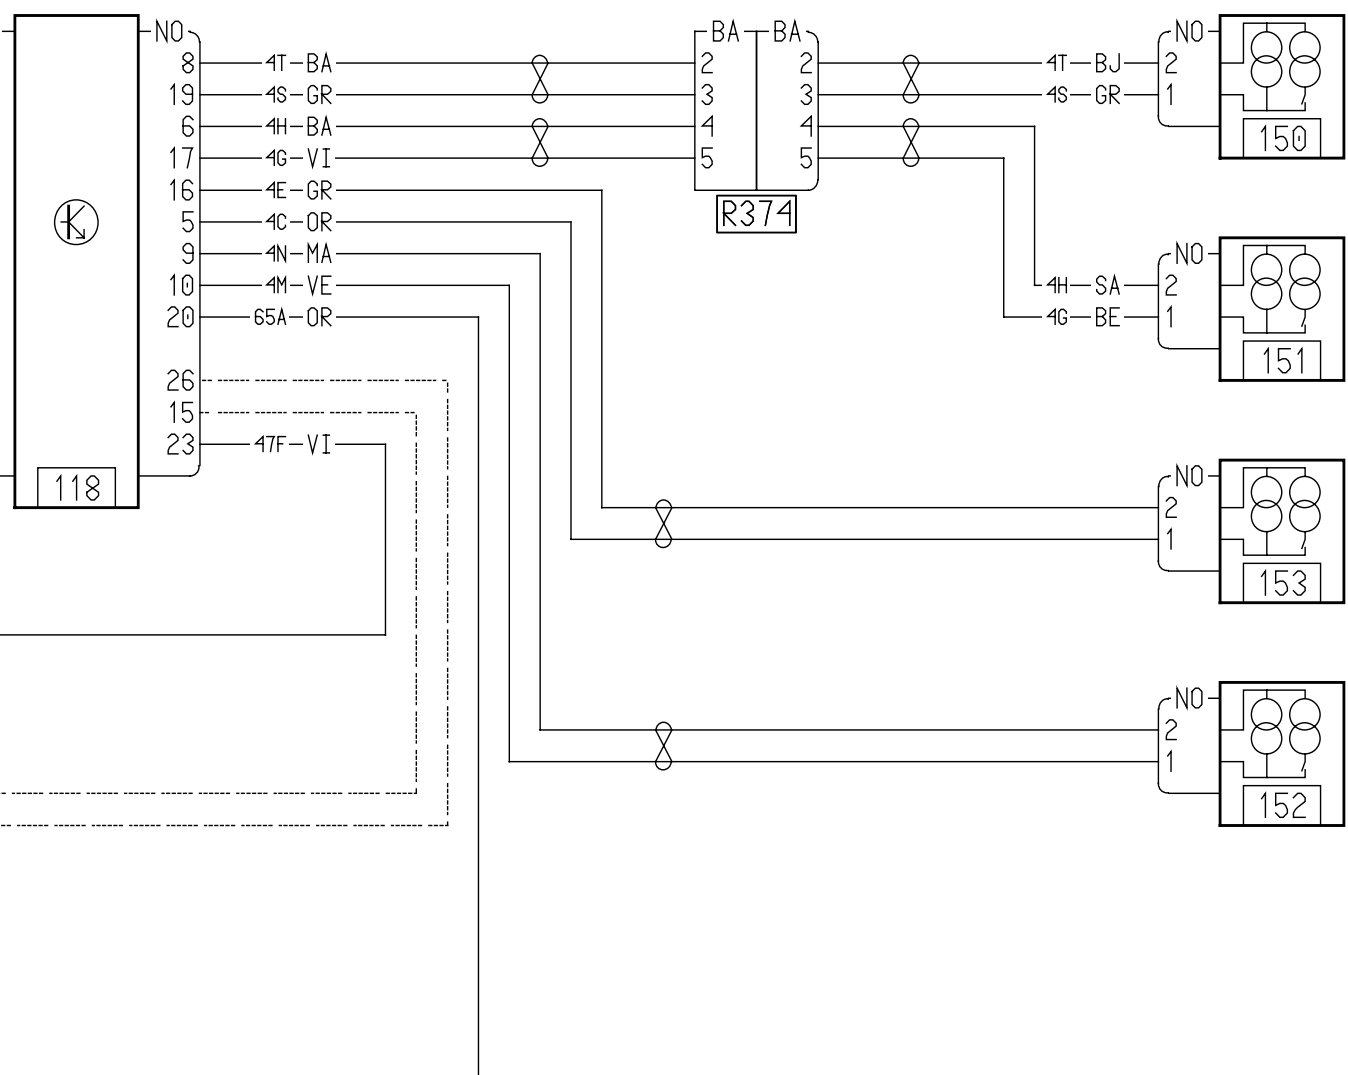 NO BA BA NO
8 4T BA 2 2 4T BJ 2
19 4S GR 3 3 4S GR 1
6 4H BA 4 4
150
17 4G VI 5 5
16 4E GR
R374
5 4C OR
9 4N MA NO
10 4M VE 4H SA 2
20 65A OR 4G BE 1
151
26
15
23 47F VI
NO
118
2
1
153
NO
2
1
152